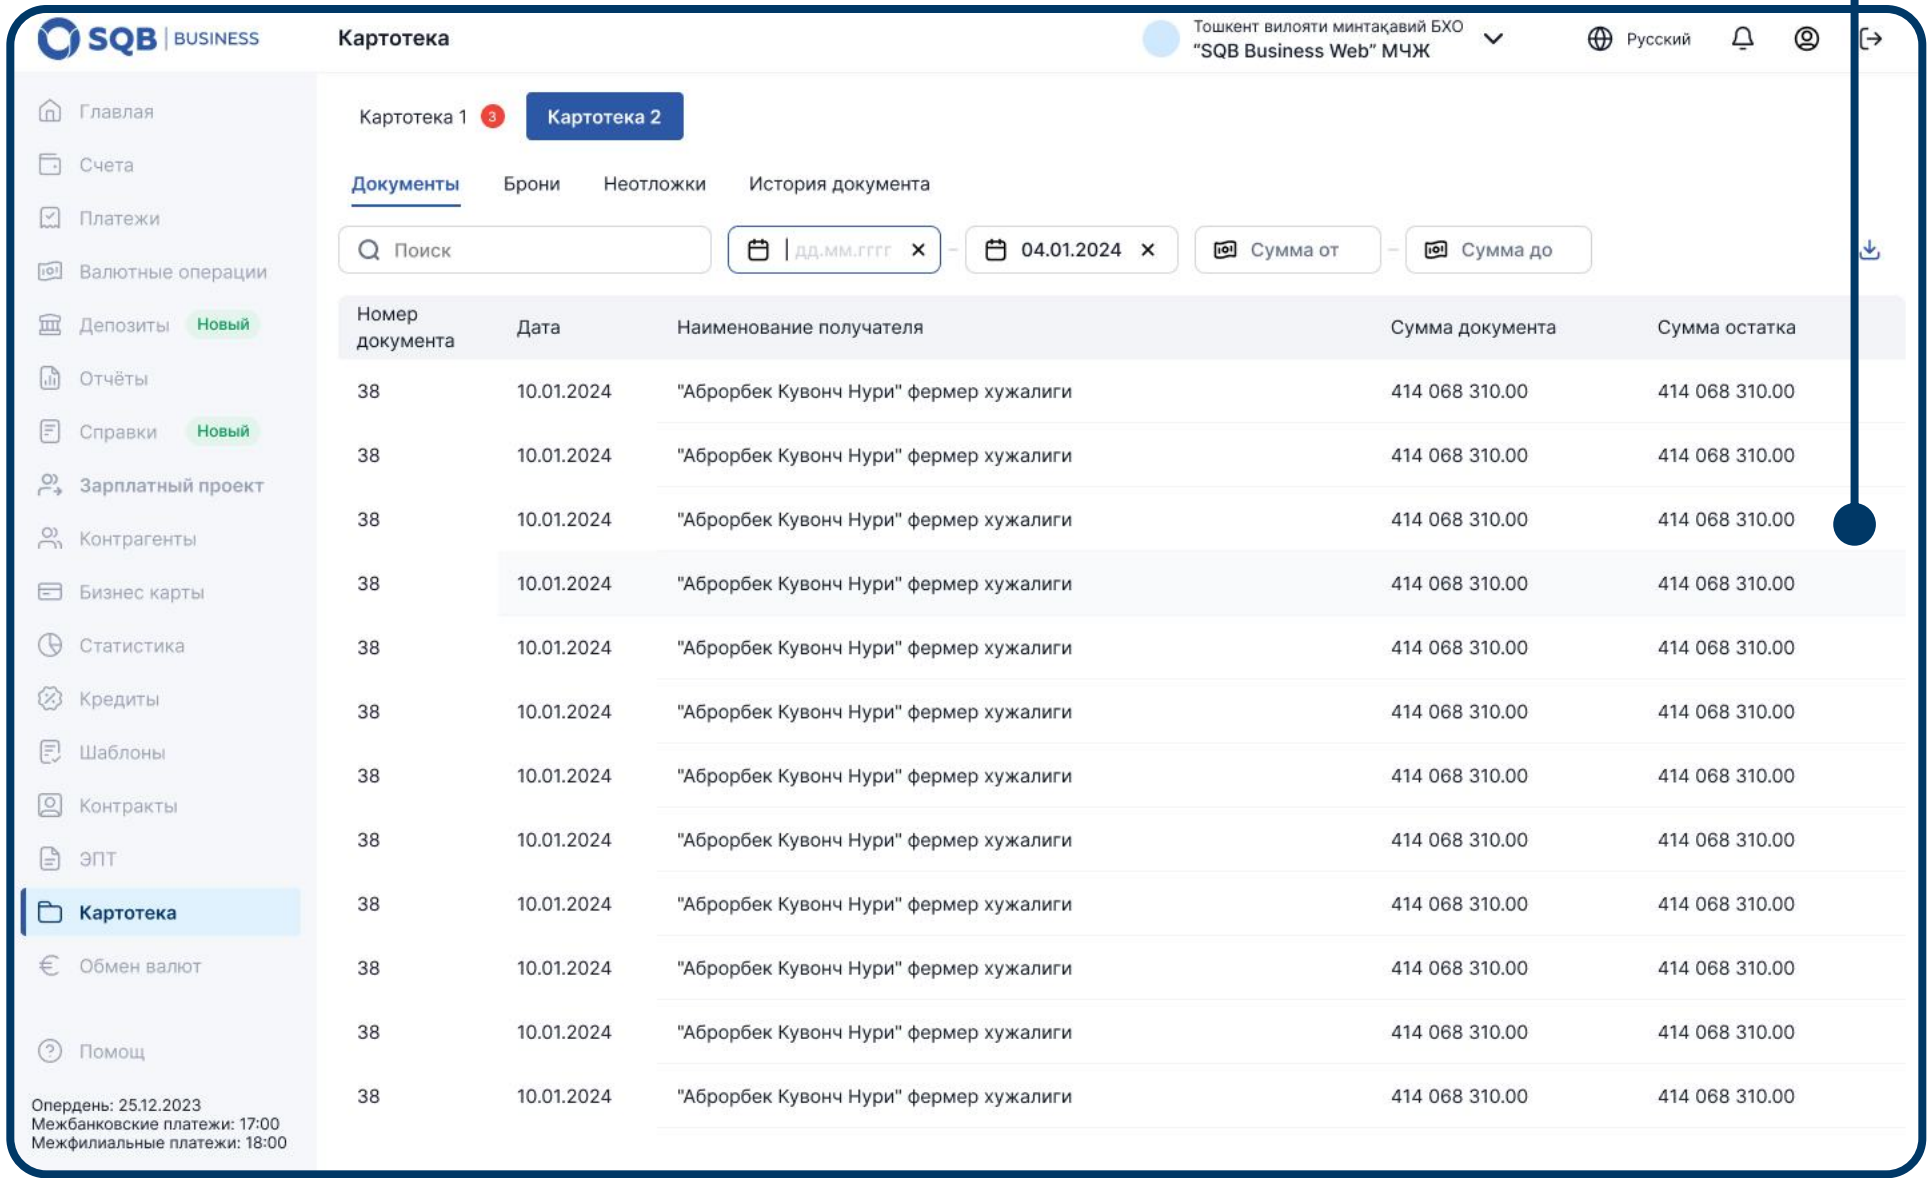 SQB BUSINESS
Картотека
Тошкент вилояти минтақавий БХО
“SQB Business Web” МЧЖ
Русский
Главная
Счета
Платежи
Валютные операции
Депозиты Новый
Отчёты
Справки Новый
Зарплатный проект
Контрагенты
Бизнес карты
Статистика
Кредиты
Шаблоны
Контракты
ЭПТ
Картотека
Обмен валют
Помощ
Опердень: 25.12.2023
Межбанковские платежи: 17:00
Межфилиальные платежи: 18:00
Картотека 1 3 Картотека 2
Документы Брони Неотложки История документа
Поиск дд.мм.гггг – 04.01.2024 Сумма от – Сумма до
Номер
документа Дата Наименование получателя Сумма документа Сумма остатка
38 10.01.2024 "Аброрбек Кувонч Нури" фермер хужалиги 414 068 310.00 414 068 310.00
38 10.01.2024 "Аброрбек Кувонч Нури" фермер хужалиги 414 068 310.00 414 068 310.00
38 10.01.2024 "Аброрбек Кувонч Нури" фермер хужалиги 414 068 310.00 414 068 310.00
38 10.01.2024 "Аброрбек Кувонч Нури" фермер хужалиги 414 068 310.00 414 068 310.00
38 10.01.2024 "Аброрбек Кувонч Нури" фермер хужалиги 414 068 310.00 414 068 310.00
38 10.01.2024 "Аброрбек Кувонч Нури" фермер хужалиги 414 068 310.00 414 068 310.00
38 10.01.2024 "Аброрбек Кувонч Нури" фермер хужалиги 414 068 310.00 414 068 310.00
38 10.01.2024 "Аброрбек Кувонч Нури" фермер хужалиги 414 068 310.00 414 068 310.00
38 10.01.2024 "Аброрбек Кувонч Нури" фермер хужалиги 414 068 310.00 414 068 310.00
38 10.01.2024 "Аброрбек Кувонч Нури" фермер хужалиги 414 068 310.00 414 068 310.00
38 10.01.2024 "Аброрбек Кувонч Нури" фермер хужалиги 414 068 310.00 414 068 310.00
38 10.01.2024 "Аброрбек Кувонч Нури" фермер хужалиги 414 068 310.00 414 068 310.00